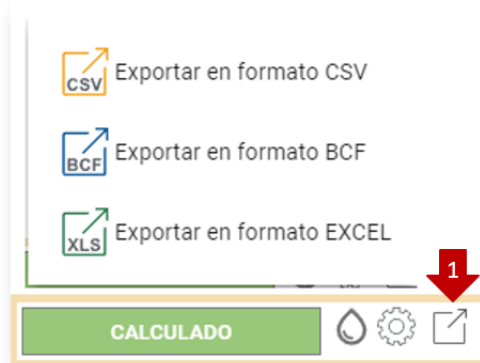 CSV Exportar en formato CSV
BCF Exportar en formato BCF
XLS Exportar en formato EXCEL
1
CALCULADO